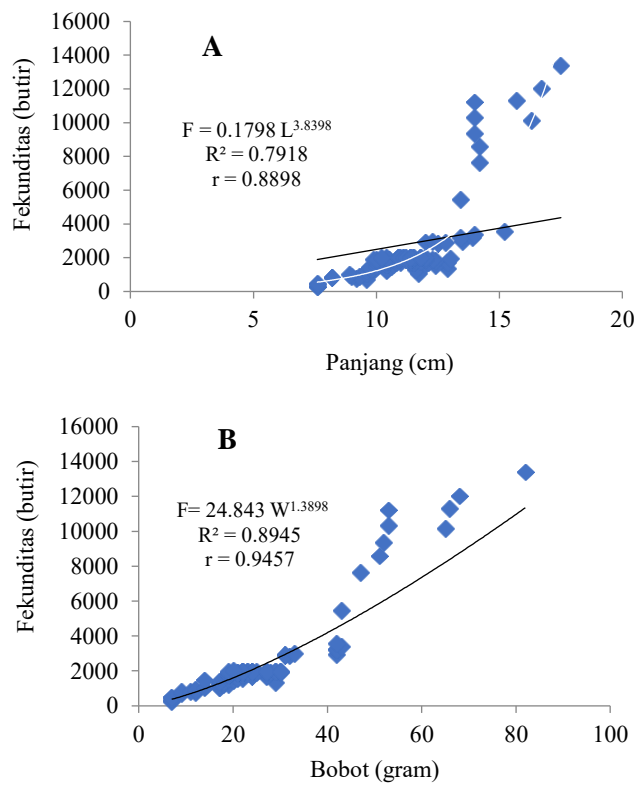 A
Fekunditas (butir)
16000
14000
12000
10000
8000
6000
4000
2000
0
F = 0.1798 L^3.8398
R² = 0.7918
r = 0.8898
0 5 10 15 20
Panjang (cm)
B
Fekunditas (butir)
16000
14000
12000
10000
8000
6000
4000
2000
0
F= 24.843 W^1.3898
R² = 0.8945
r = 0.9457
0 20 40 60 80 100
Bobot (gram)